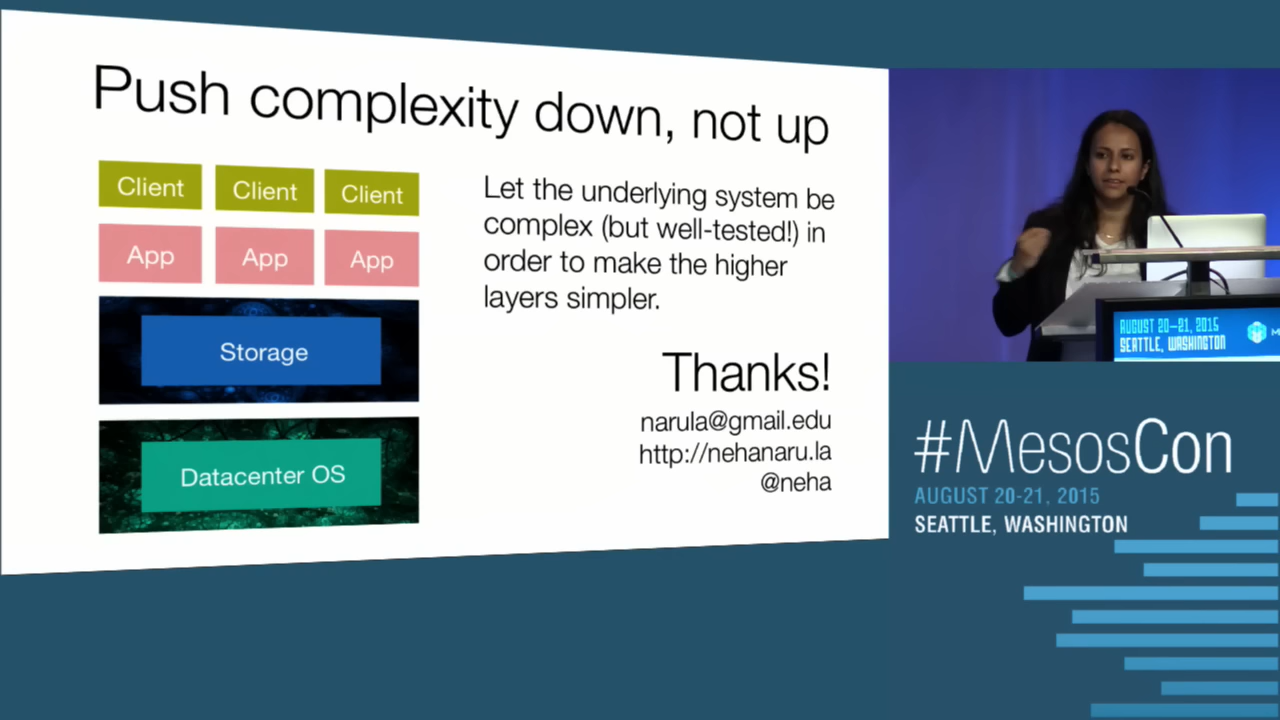 Push complexity down, not up
Client Client Client
App App App
Storage
Datacenter OS
Let the underlying system be
complex (but well-tested!) in
order to make the higher
layers simpler.
Thanks!
narula@gmail.edu
http://nehanaru.la
@neha
AUGUST 20–21, 2015
SEATTLE, WASHINGTON
#MesosCon
AUGUST 20-21, 2015
SEATTLE, WASHINGTON